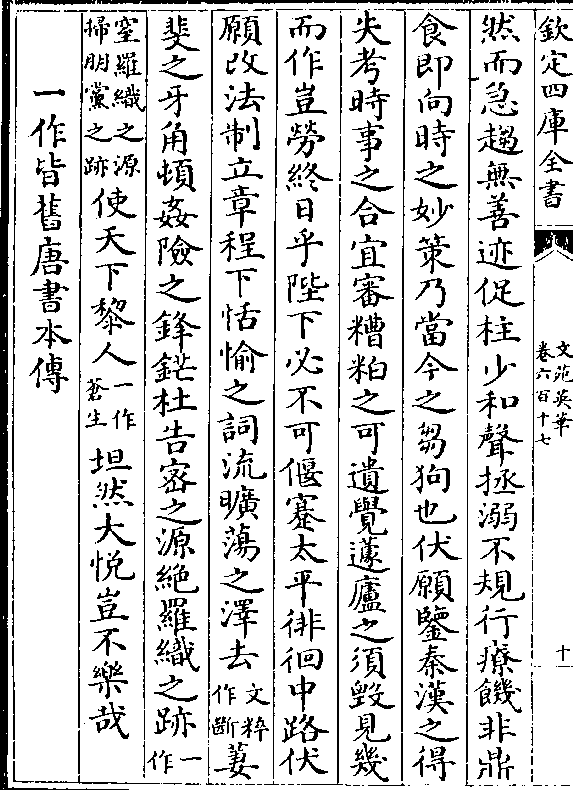 欽定四庫全書
文苑英華
卷六百十七
十
然而急趨無善迹促柱少和聲拯溺不規行療饑非鼎
食即向時之妙策乃當今之芻狗也伏願鑒秦漢之得
失考時事之合宜審糟粕之可遺覺蘧廬之須毀見幾
而作豈勞終日乎陛下必不可偃蹇太平徘徊中路伏
願改法制立章程下恬愉之詞流曠蕩之澤去文粹作斷萋
斐之牙角頓姦險之鋒鋩杜告密之源絶羅織之跡一作
窒羅織之源掃朋黨之跡使天下黎人一作蒼生坦然大悦豈不樂哉
一作皆舊唐書本傳